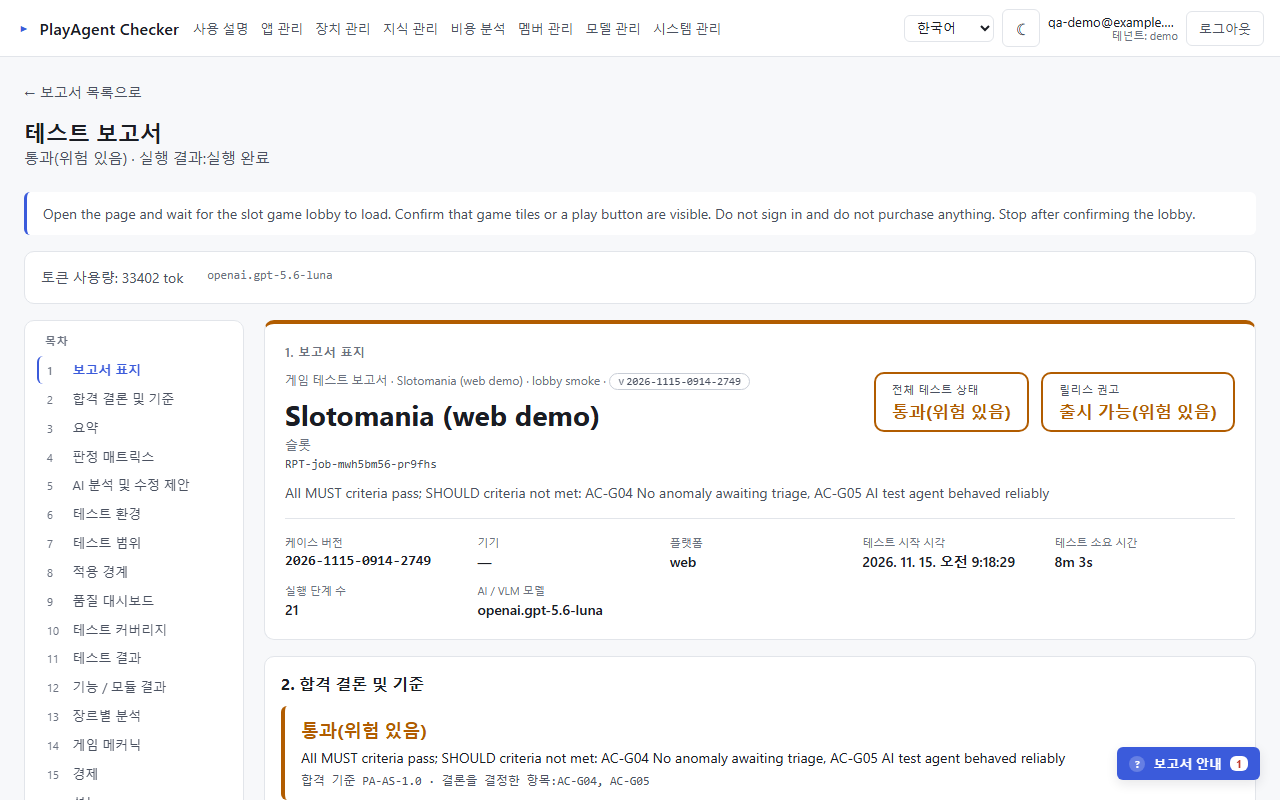 PlayAgent Checker 사용 설명 앱 관리 장치 관리 지식 관리 비용 분석 멤버 관리 모델 관리 시스템 관리 한국어 qa-demo@example.... 로그아웃
테넌트: demo
← 보고서 목록으로
테스트 보고서
통과(위험 있음) · 실행 결과:실행 완료
Open the page and wait for the slot game lobby to load. Confirm that game tiles or a play button are visible. Do not sign in and do not purchase anything. Stop after confirming the lobby.
토큰 사용량: 33402 tok openai.gpt-5.6-luna
목차
1 보고서 표지
2 합격 결론 및 기준
3 요약
4 판정 매트릭스
5 AI 분석 및 수정 제안
6 테스트 환경
7 테스트 범위
8 적용 경계
9 품질 대시보드
10 테스트 커버리지
11 테스트 결과
12 기능 / 모듈 결과
13 장르별 분석
14 게임 메커닉
15 경제
1. 보고서 표지
게임 테스트 보고서 · Slotomania (web demo) · lobby smoke · v 2026-1115-0914-2749
Slotomania (web demo)
슬롯
RPT-job-mwh5bm56-pr9fhs
전체 테스트 상태
통과(위험 있음)
릴리스 권고
출시 가능(위험 있음)
All MUST criteria pass; SHOULD criteria not met: AC-G04 No anomaly awaiting triage, AC-G05 AI test agent behaved reliably
케이스 버전 기기 플랫폼 테스트 시작 시각 테스트 소요 시간
2026-1115-0914-2749 — web 2026. 11. 15. 오전 9:18:29 8m 3s
실행 단계 수 AI / VLM 모델
21 openai.gpt-5.6-luna
2. 합격 결론 및 기준
통과(위험 있음)
All MUST criteria pass; SHOULD criteria not met: AC-G04 No anomaly awaiting triage, AC-G05 AI test agent behaved reliably
합격 기준 PA-AS-1.0 · 결론을 결정한 항목:AC-G04, AC-G05
? 보고서 안내 1